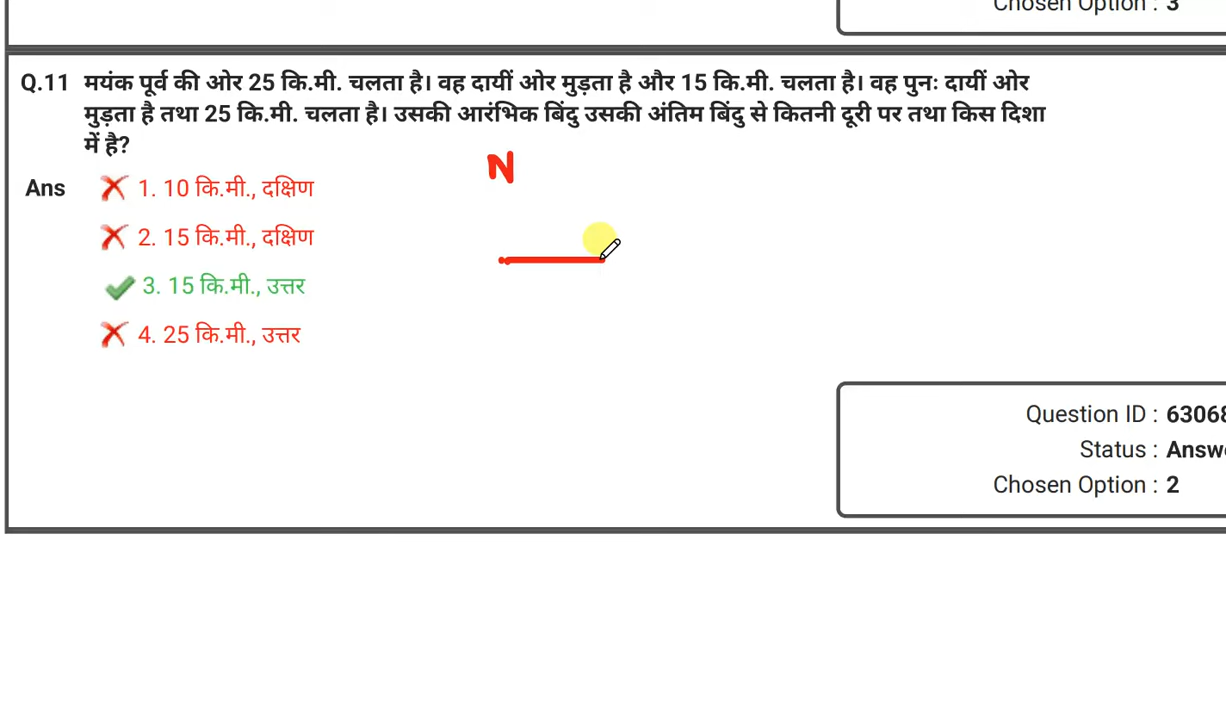 Chosen Option : 3
Q.11 मयंक पूर्व की ओर 25 कि.मी. चलता है। वह दायीं ओर मुड़ता है और 15 कि.मी. चलता है। वह पुनः दायीं ओर
मुड़ता है तथा 25 कि.मी. चलता है। उसकी आरंभिक बिंदु उसकी अंतिम बिंदु से कितनी दूरी पर तथा किस दिशा
में है?
N
Ans 1. 10 कि.मी., दक्षिण
2. 15 कि.मी., दक्षिण
3. 15 कि.मी., उत्तर
4. 25 कि.मी., उत्तर
Question ID : 6306
Status : Answ
Chosen Option : 2